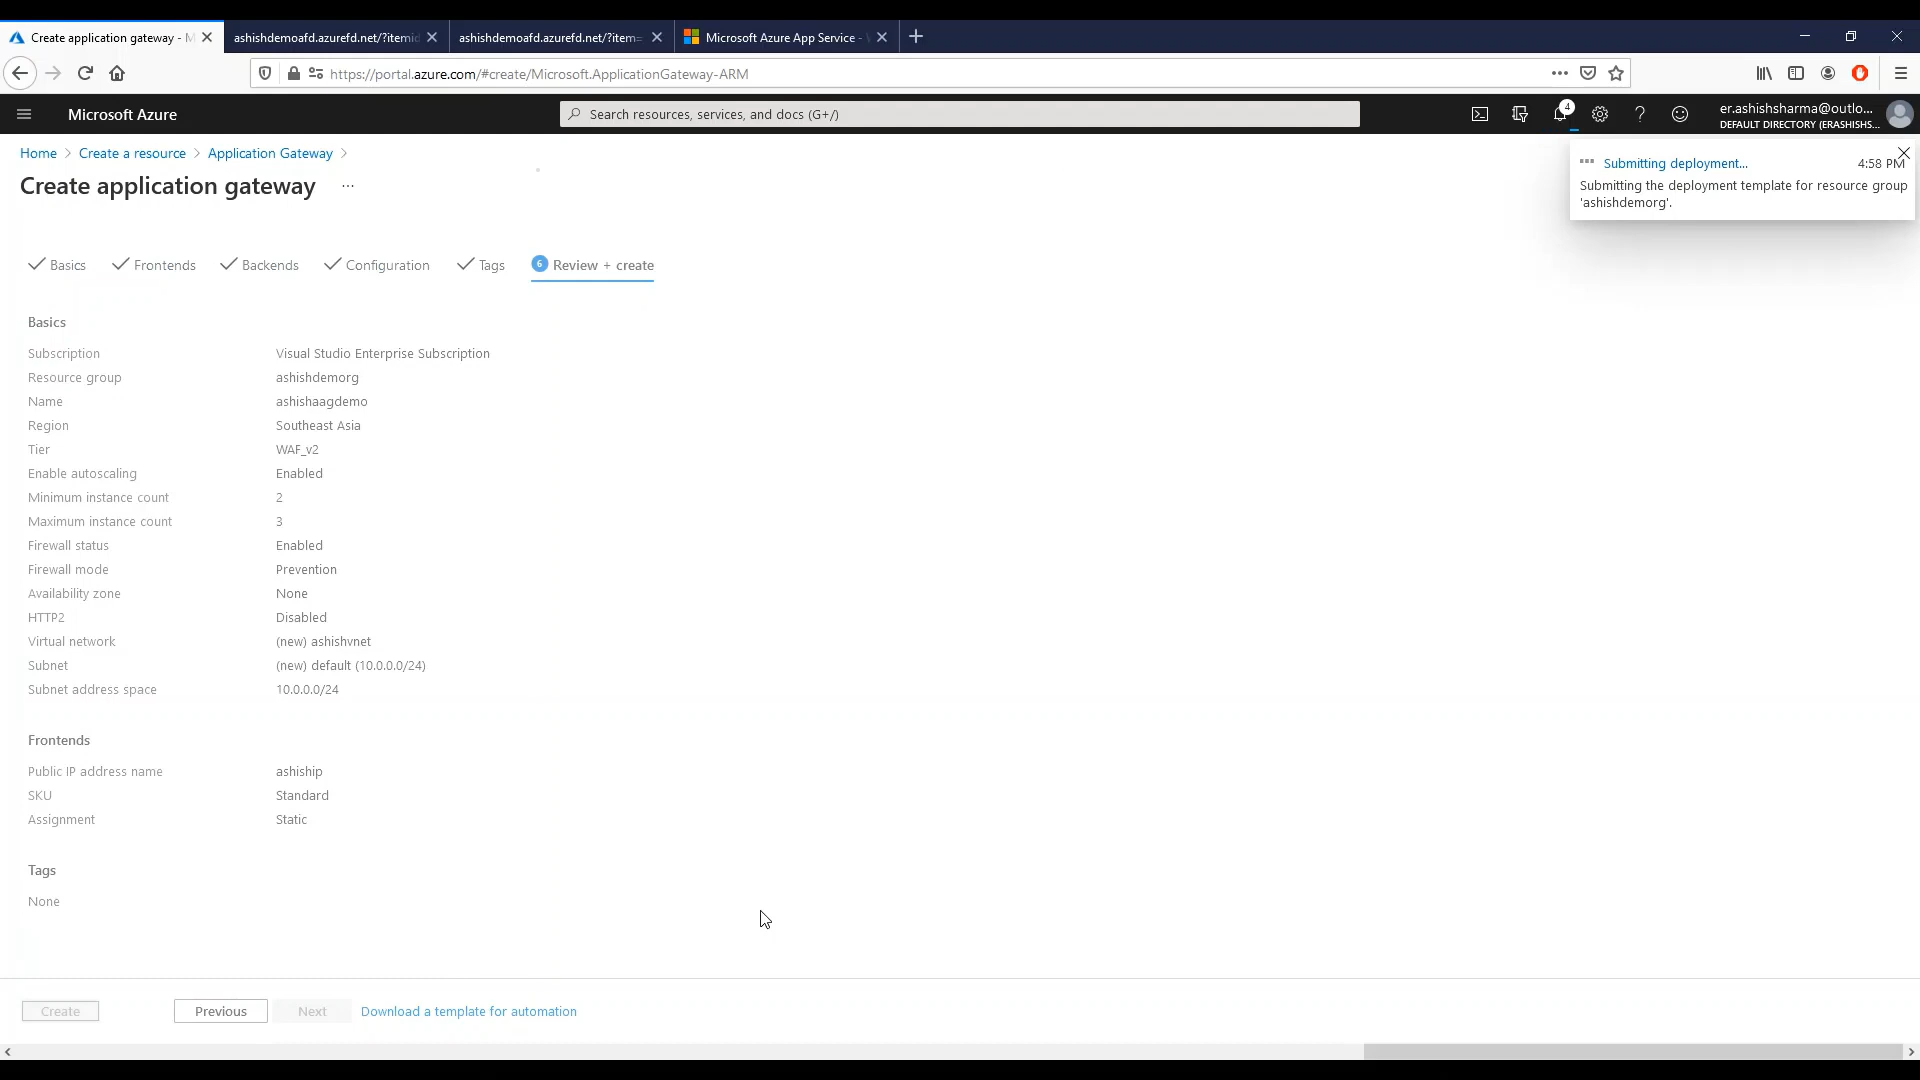 Create application gateway - M
ashishdemoafd.azurefd.net/?itemid
ashishdemoafd.azurefd.net/?item=
Microsoft Azure App Service -
https://portal.azure.com/#create/Microsoft.ApplicationGateway-ARM
Microsoft Azure
Search resources, services, and docs (G+/)
4
er.ashishsharma@outlo...
DEFAULT DIRECTORY (ERASHISHS...
Home > Create a resource > Application Gateway >
Create application gateway ...
Submitting deployment... 4:58 PM
Submitting the deployment template for resource group
'ashishdemorg'.
Basics Frontends Backends Configuration Tags 6 Review + create
Basics
Subscription Visual Studio Enterprise Subscription
Resource group ashishdemorg
Name ashishaagdemo
Region Southeast Asia
Tier WAF_v2
Enable autoscaling Enabled
Minimum instance count 2
Maximum instance count 3
Firewall status Enabled
Firewall mode Prevention
Availability zone None
HTTP2 Disabled
Virtual network (new) ashishvnet
Subnet (new) default (10.0.0.0/24)
Subnet address space 10.0.0.0/24
Frontends
Public IP address name ashiship
SKU Standard
Assignment Static
Tags
None
Create Previous Next Download a template for automation